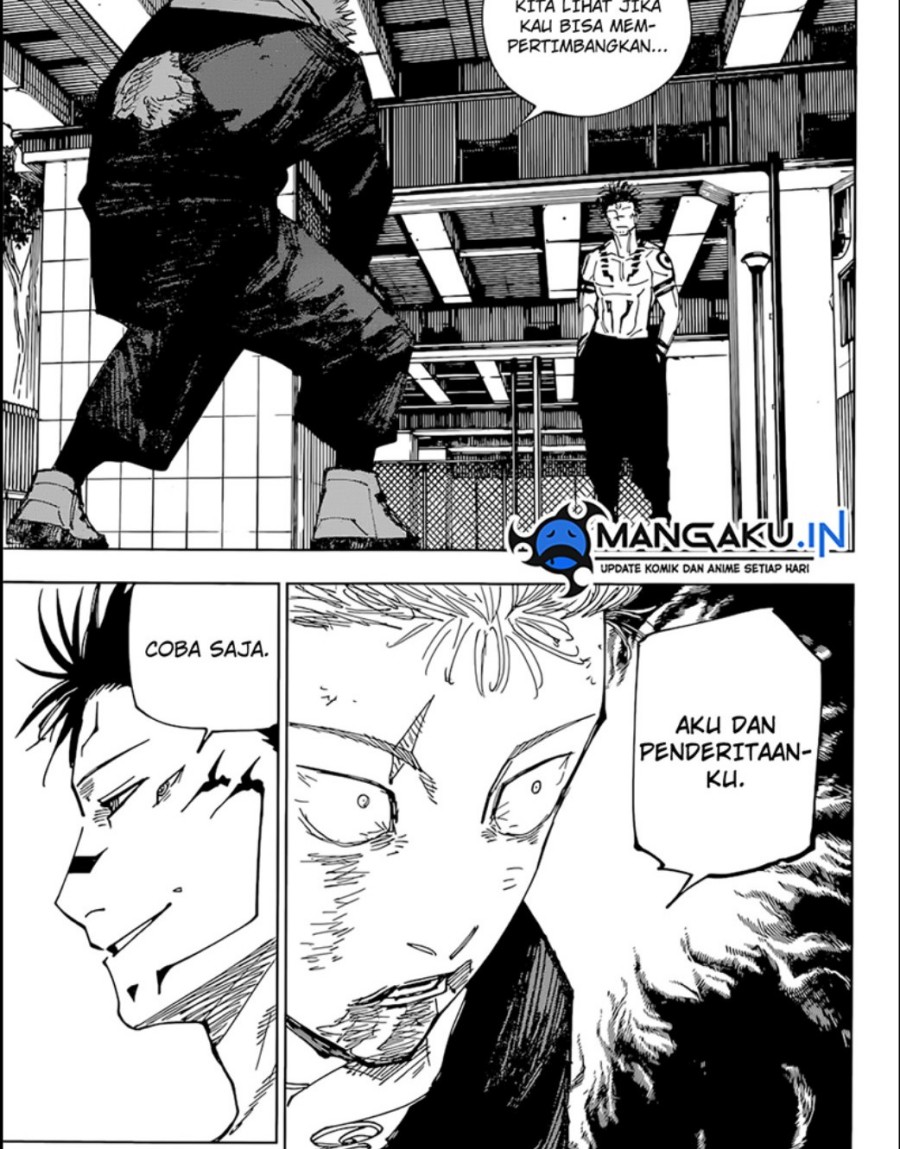 KITA LIHAT JIKA
KAU BISA MEM-
PERTIMBANGKAN...
MANGAKU.IN
UPDATE KOMIK DAN ANIME SETIAP HARI
COBA SAJA.
AKU DAN
PENDERITAAN-
KU.